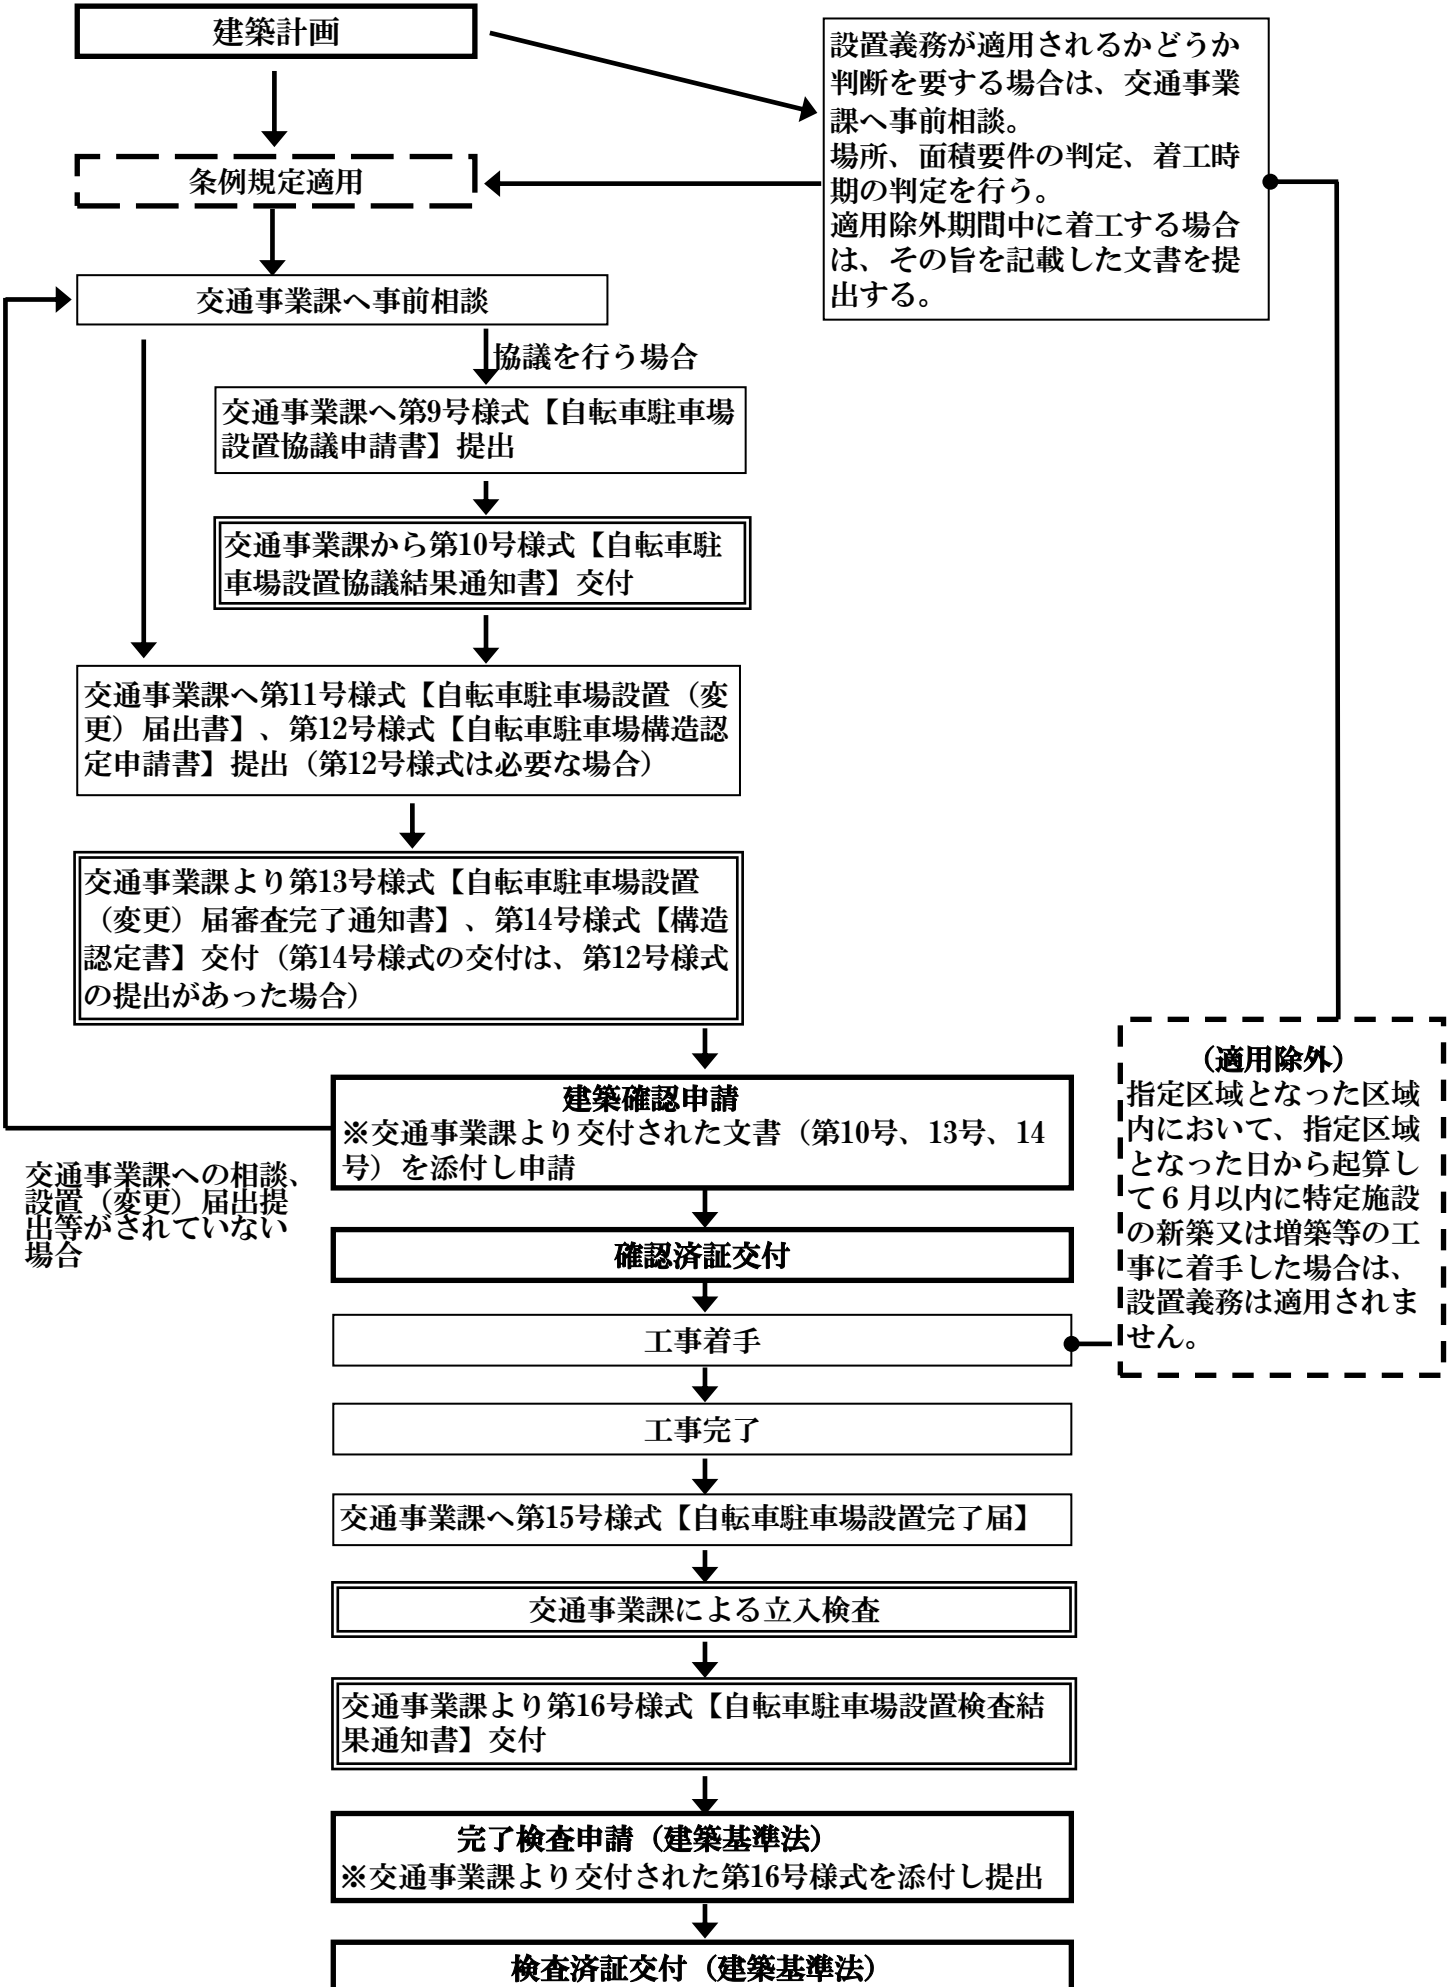 建築計画
設置義務が適用されるかどうか
判断を要する場合は、交通事業
課へ事前相談。
場所、面積要件の判定、着工時
期の判定を行う。
適用除外期間中に着工する場合
は、その旨を記載した文書を提
出する。
条例規定適用
交通事業課へ事前相談
協議を行う場合
交通事業課へ第9号様式【自転車駐車場
設置協議申請書】提出
交通事業課から第10号様式【自転車駐
車場設置協議結果通知書】交付
交通事業課へ第11号様式【自転車駐車場設置（変
更）届出書】、第12号様式【自転車駐車場構造認
定申請書】提出（第12号様式は必要な場合）
交通事業課より第13号様式【自転車駐車場設置
（変更）届審査完了通知書】、第14号様式【構造
認定書】交付（第14号様式の交付は、第12号様式
の提出があった場合）
建築確認申請
※交通事業課より交付された文書（第10号、13号、14
号）を添付し申請
交通事業課への相談、
設置（変更）届出提
出等がされていない
場合
（適用除外）
指定区域となった区域
内において、指定区域
となった日から起算し
て６月以内に特定施設
の新築又は増築等の工
事に着手した場合は、
設置義務は適用されま
せん。
確認済証交付
工事着手
工事完了
交通事業課へ第15号様式【自転車駐車場設置完了届】
交通事業課による立入検査
交通事業課より第16号様式【自転車駐車場設置検査結
果通知書】交付
完了検査申請（建築基準法）
※交通事業課より交付された第16号様式を添付し提出
検査済証交付（建築基準法）